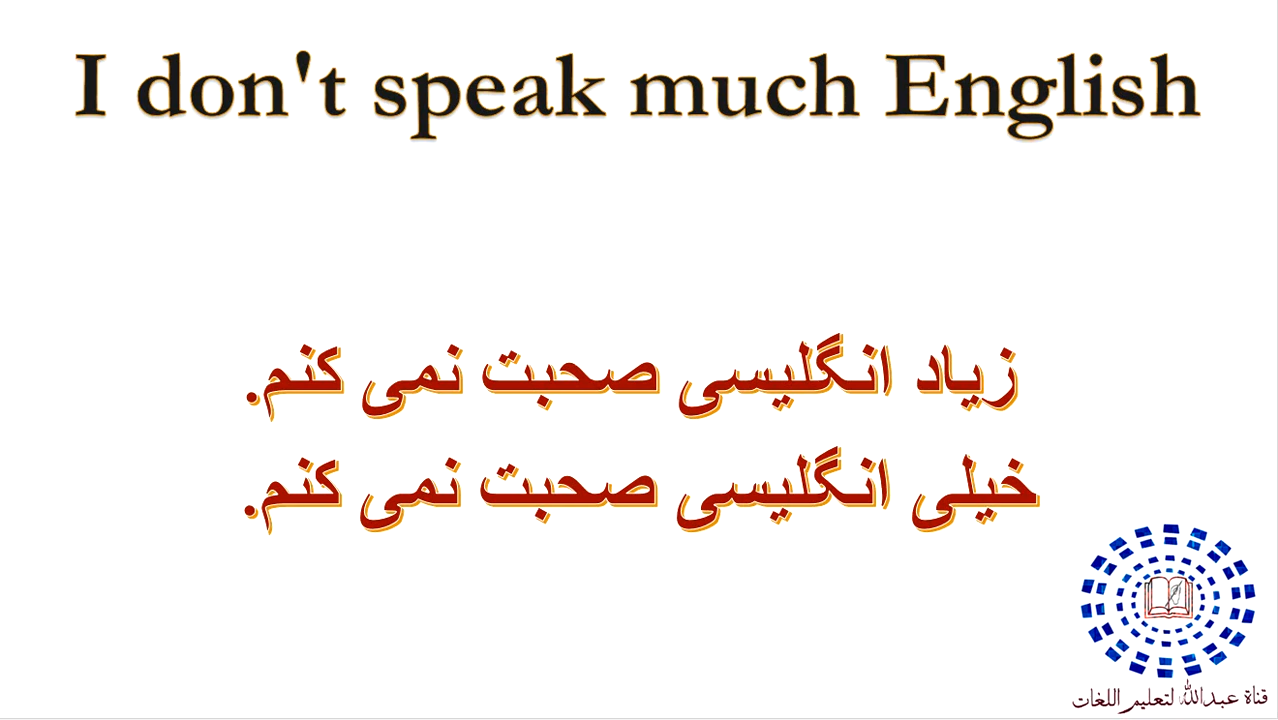 I don't speak much English
زیاد انگلیسی صحبت نمی کنم.
خیلی انگلیسی صحبت نمی کنم.
قناة عبدالله لتعليم اللغات